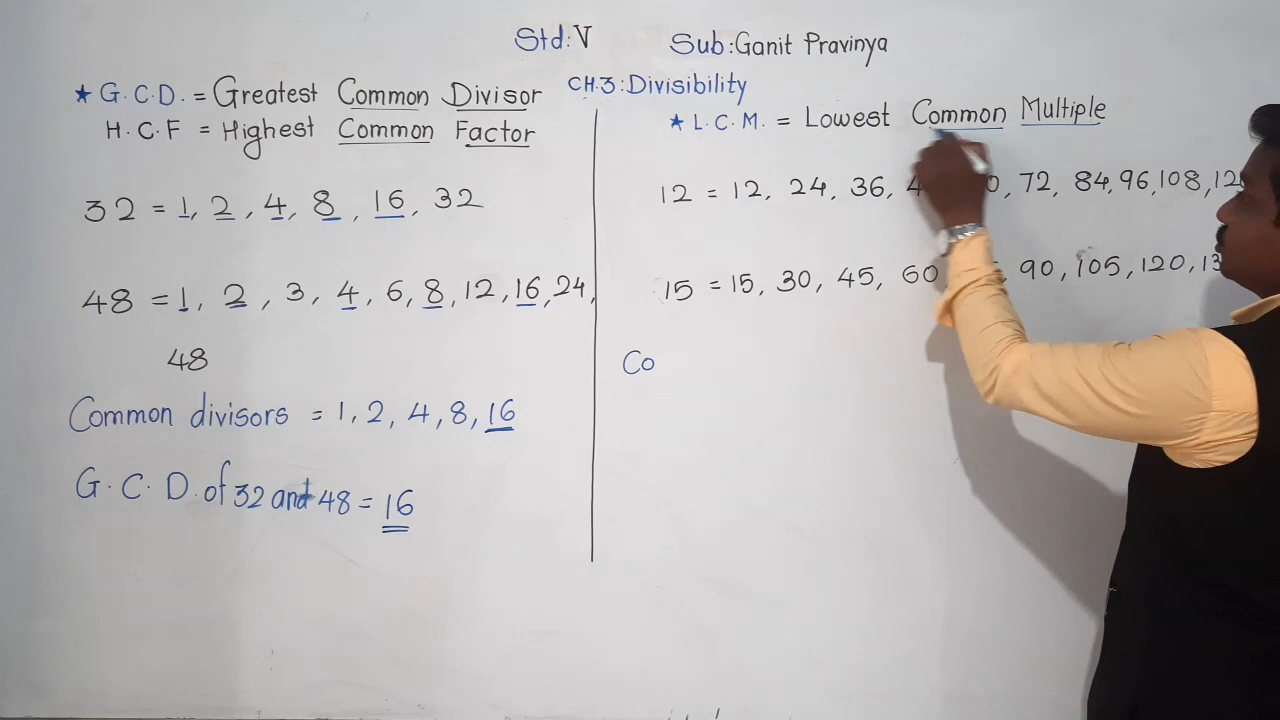 Std: V Sub: Ganit Pravinya
CH.3: Divisibility
★ G.C.D. = Greatest Common Divisor
H.C.F = Highest Common Factor
32 = 1, 2, 4, 8, 16, 32
48 = 1, 2, 3, 4, 6, 8, 12, 16, 24,
48
Common divisors = 1, 2, 4, 8, 16
G.C.D. of 32 and 48 = 16
★ L.C.M. = Lowest Common Multiple
12 = 12, 24, 36, 72, 84, 96, 108,
15 = 15, 30, 45, 60 90, 105, 120,
Co